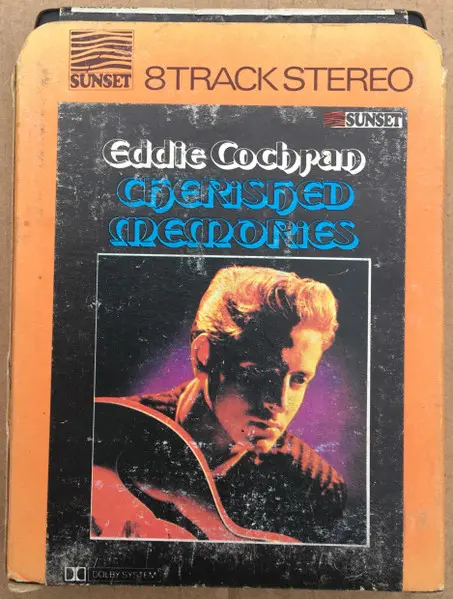 SUNSET
8TRACK STEREO
SUNSET
Eddie Cochran
CHERISHED
MEMORIES
DOLBY SYSTEM